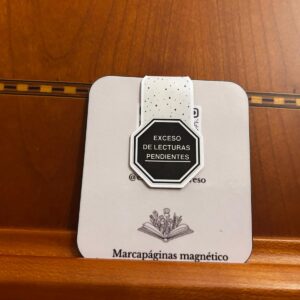 EXCESO
DE LECTURAS
PENDIENTES
Marcapáginas magnético